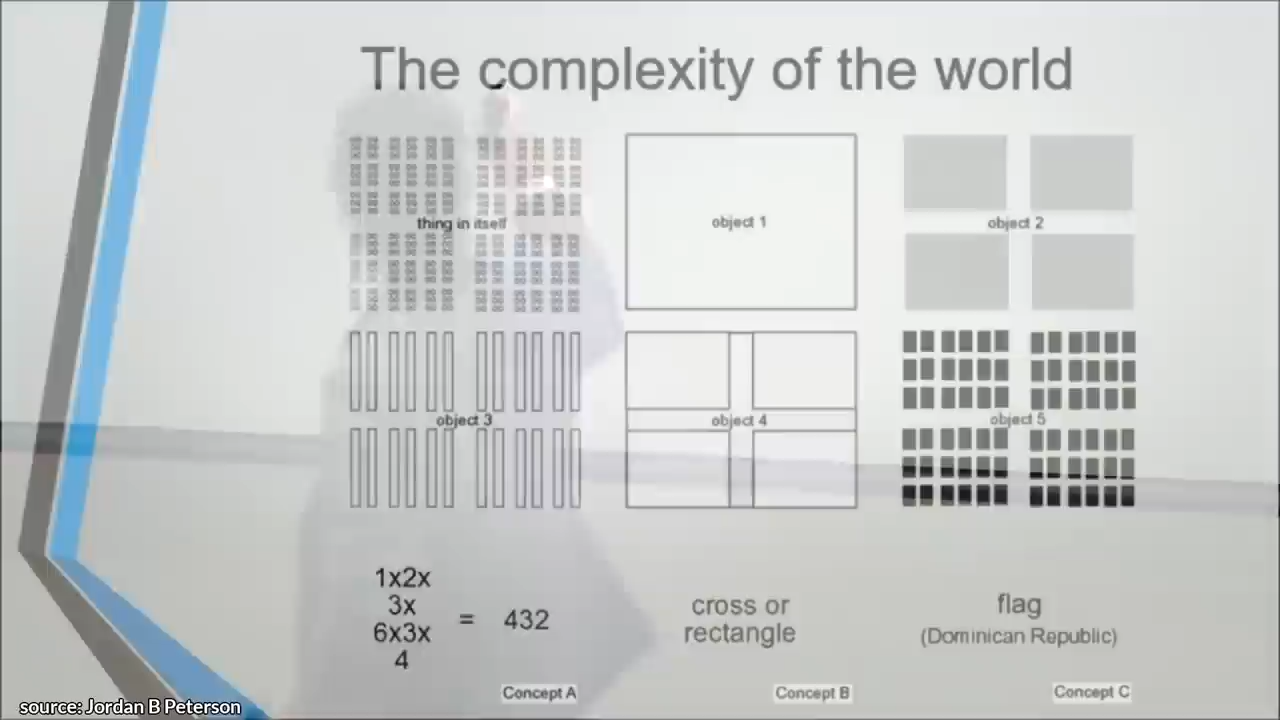 The complexity of the world
thing in itself
object 1
object 2
object 3
object 4
object 5
1x2x
3x
6x3x
4
= 432
cross or
rectangle
flag
(Dominican Republic)
Concept A
Concept B
Concept C
source: Jordan B Peterson